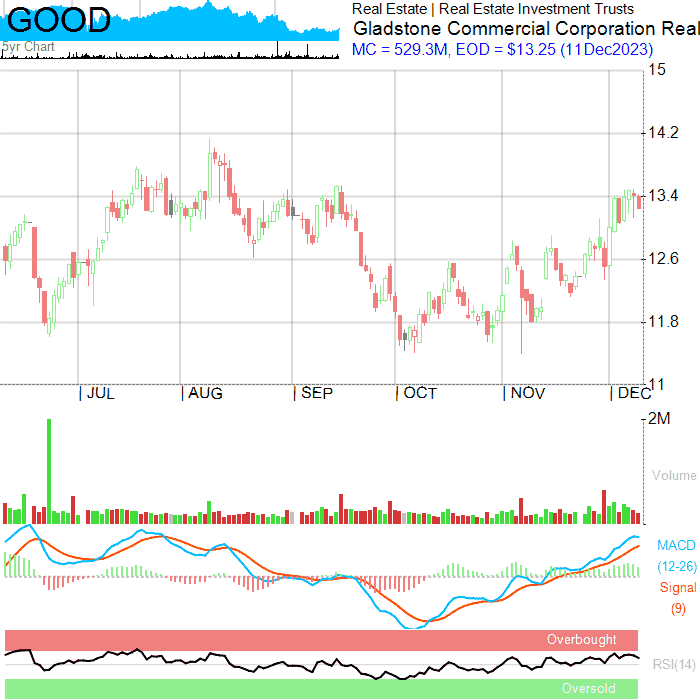 GOOD
5yr Chart
Real Estate | Real Estate Investment Trusts
Gladstone Commercial Corporation Real
MC = 529.3M, EOD = $13.25 (11Dec2023)
15
14.2
13.4
12.6
11.8
11
JUL
AUG
SEP
OCT
NOV
DEC
2M
Volume
MACD
(12-26)
Signal
(9)
Overbought
RSI(14)
Oversold